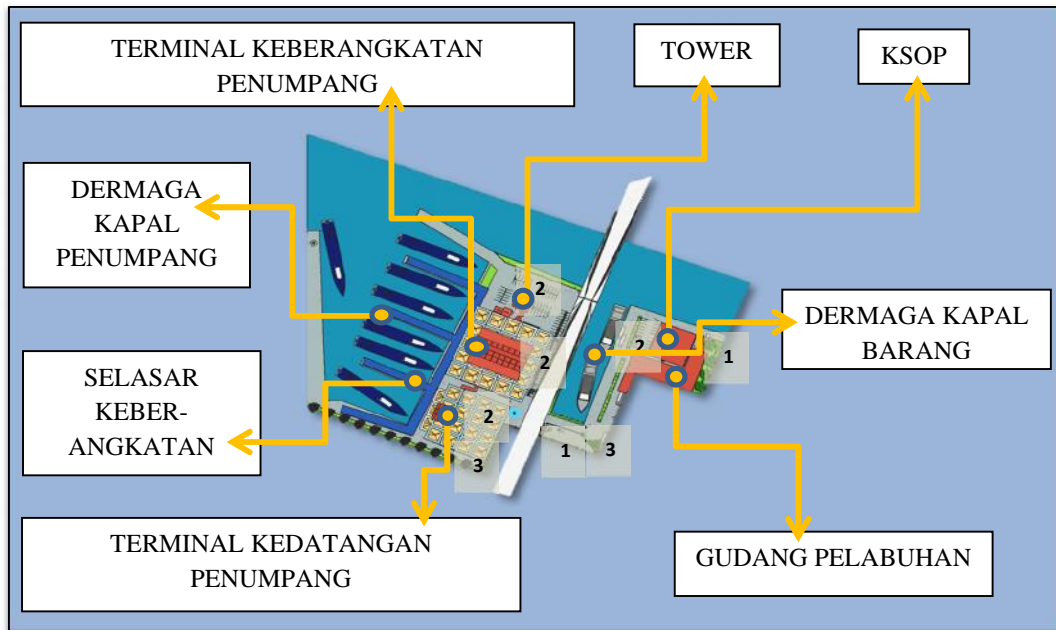 TERMINAL KEBERANGKATAN
PENUMPANG
TOWER
KSOP
DERMAGA
KAPAL
PENUMPANG
2
2
2
1
DERMAGA KAPAL
BARANG
SELASAR
KEBER-
ANGKATAN
2
1
3
3
TERMINAL KEDATANGAN
PENUMPANG
GUDANG PELABUHAN